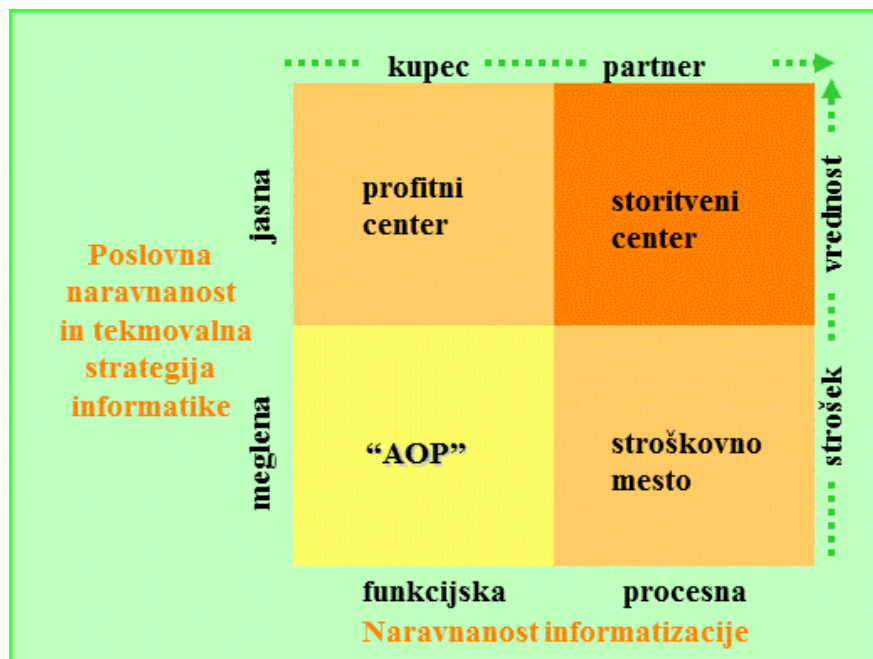 kupec partner
jasna
profitni
center
storitveni
center
vrednost
Poslovna
naravnanost
in tekmovalna
strategija
informatike
meglena
“AOP”
stroškovno
mesto
strošek
funkcijska procesna
Naravnanost informatizacije